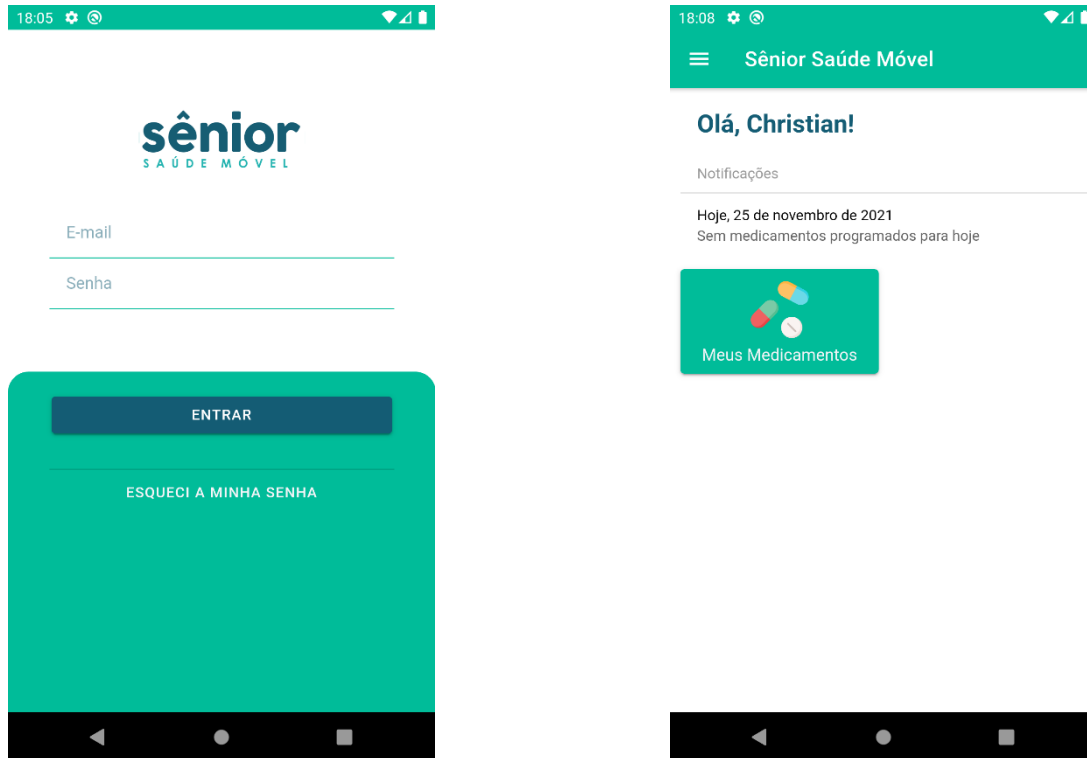 18:05
sênior
SAÚDE MÓVEL
E-mail
Senha
ENTRAR
ESQUECI A MINHA SENHA
18:08
Sênior Saúde Móvel
Olá, Christian!
Notificações
Hoje, 25 de novembro de 2021
Sem medicamentos programados para hoje
Meus Medicamentos